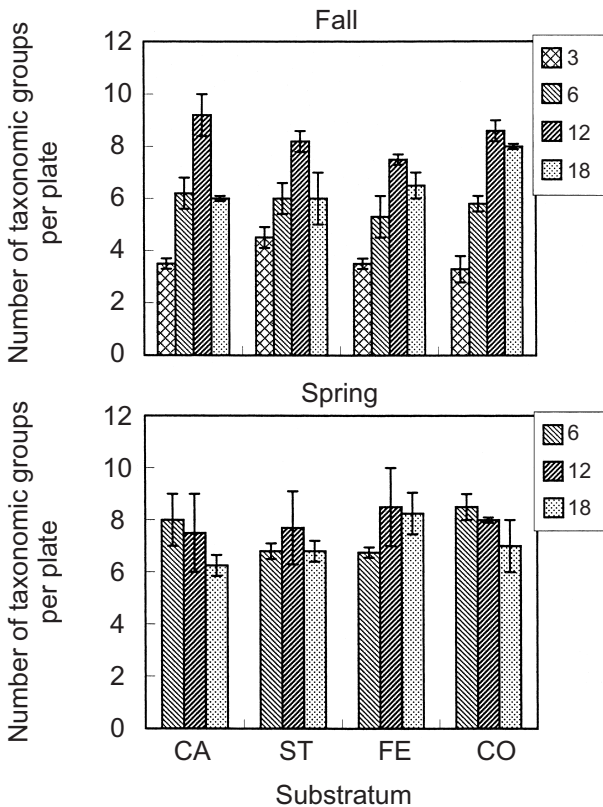 Fall
Number of taxonomic groups
per plate
12
10
8
6
4
2
0
3
6
12
18
Spring
Number of taxonomic groups
per plate
12
10
8
6
4
2
0
6
12
18
CA ST FE CO
Substratum